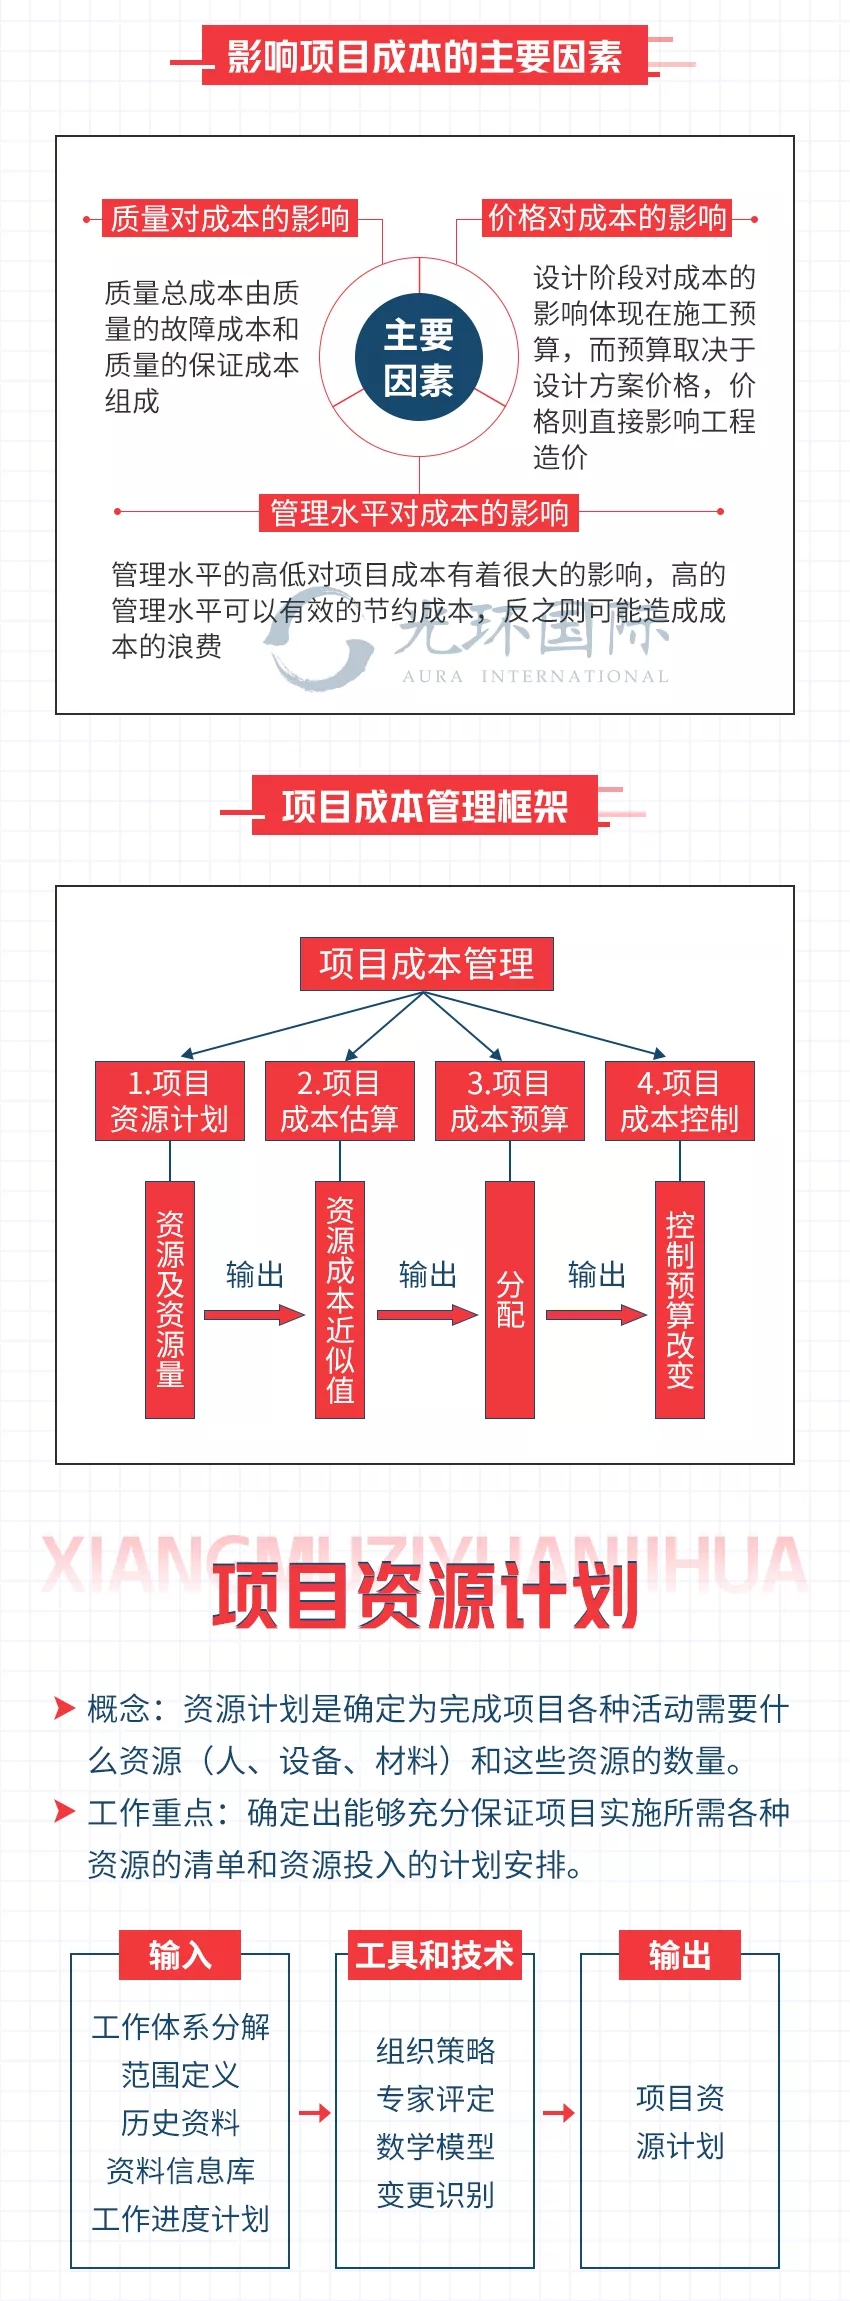 影响项目成本的主要因素
质量对成本的影响
价格对成本的影响
质量总成本由质
量的故障成本和
质量的保证成本
组成
主要
因素
设计阶段对成本的
影响体现在施工预
算，而预算取决于
设计方案价格，价
格则直接影响工程
造价
管理水平对成本的影响
管理水平的高低对项目成本有着很大的影响，高的
管理水平可以有效的节约成本，反之则可能造成成
本的浪费
光环国际
AURA INTERNATIONAL
项目成本管理框架
项目成本管理
1.项目
资源计划
2.项目
成本估算
3.项目
成本预算
4.项目
成本控制
资源及资源量
输出
资源成本近似值
输出
分配
输出
控制预算改变
XIANGMUZIYUANJIHUA
项目资源计划
概念：资源计划是确定为完成项目各种活动需要什
么资源（人、设备、材料）和这些资源的数量。
工作重点：确定出能够充分保证项目实施所需各种
资源的清单和资源投入的计划安排。
输入
工作体系分解
范围定义
历史资料
资料信息库
工作进度计划
工具和技术
组织策略
专家评定
数学模型
变更识别
输出
项目资
源计划